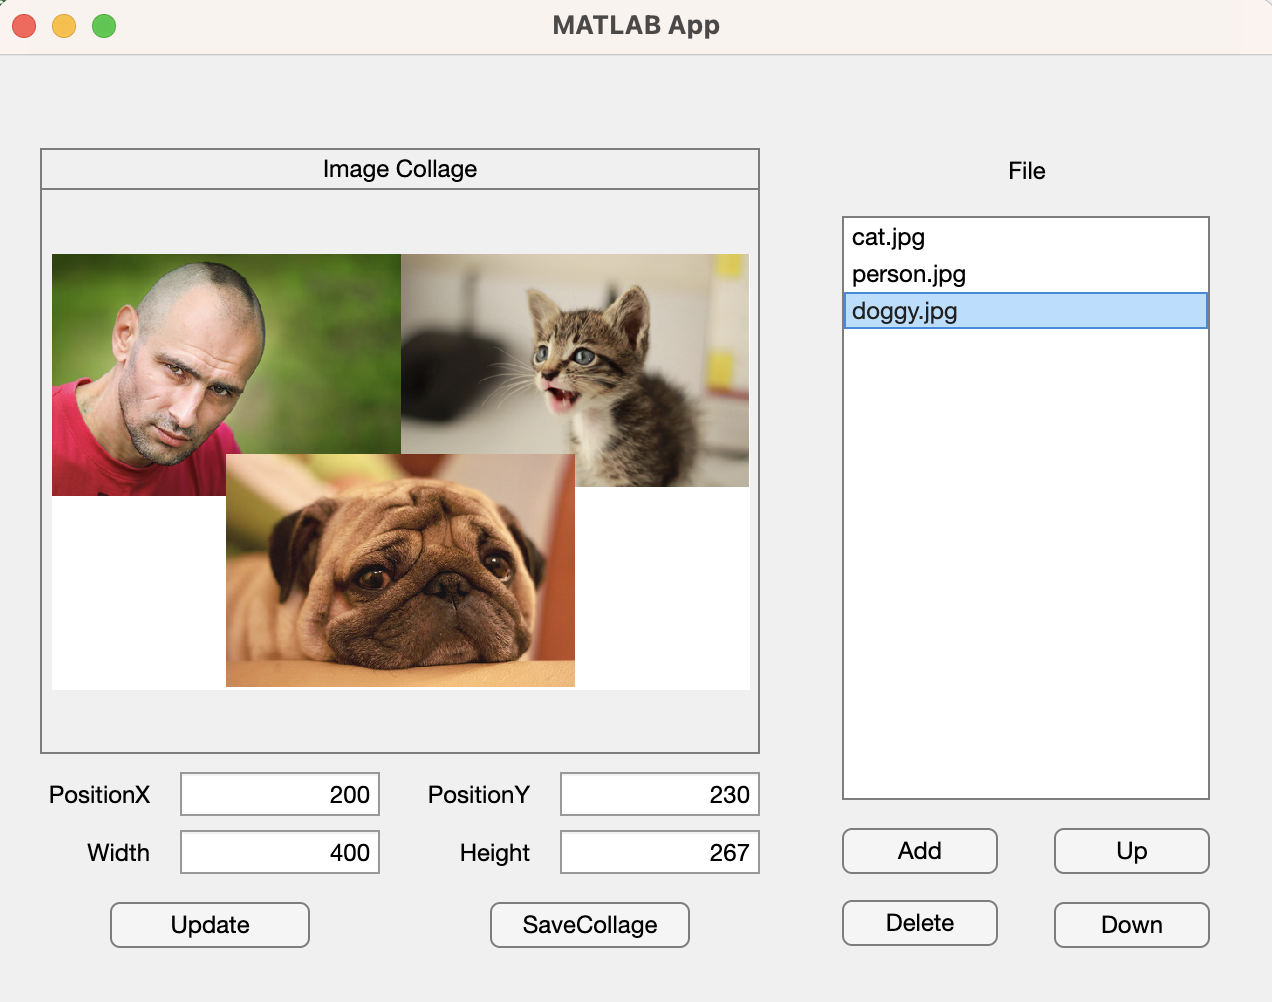 MATLAB App
Image Collage
File
cat.jpg
person.jpg
doggy.jpg
PositionX 200 PositionY 230
Width 400 Height 267
Update SaveCollage
Add Up
Delete Down